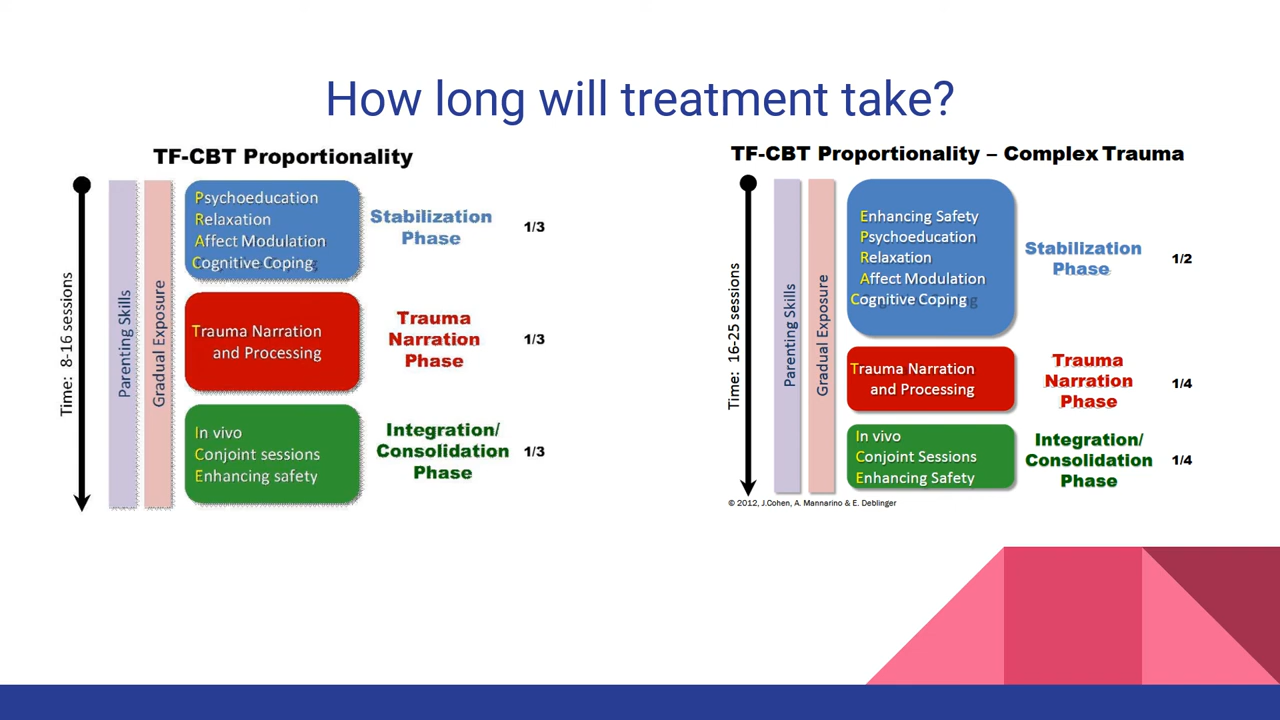 How long will treatment take?
TF-CBT Proportionality
Time: 8-16 sessions
Parenting Skills
Gradual Exposure
Psychoeducation
Relaxation
Affect Modulation
Cognitive Coping
Stabilization
Phase
1/3
Trauma Narration
and Processing
Trauma
Narration
Phase
1/3
In vivo
Conjoint sessions
Enhancing safety
Integration/
Consolidation
Phase
1/3
TF-CBT Proportionality – Complex Trauma
Time: 16-25 sessions
Parenting Skills
Gradual Exposure
Enhancing Safety
Psychoeducation
Relaxation
Affect Modulation
Cognitive Coping
Stabilization
Phase
1/2
Trauma Narration
and Processing
Trauma
Narration
Phase
1/4
In vivo
Conjoint Sessions
Enhancing Safety
Integration/
Consolidation
Phase
1/4
© 2012, J.Cohen, A. Mannarino & E. Deblinger